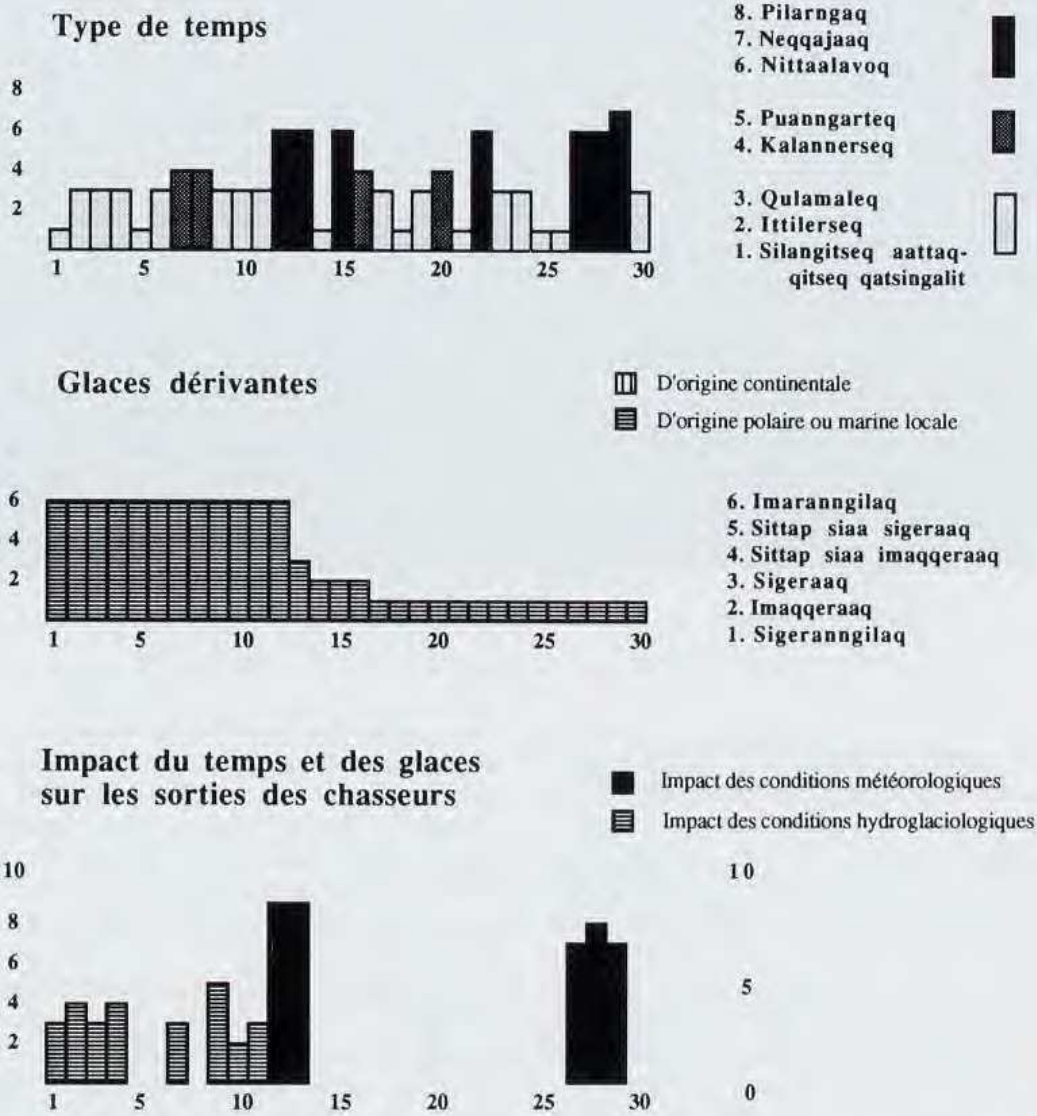 Type de temps
8
6
4
2
1 5 10 15 20 25 30
8. Pilarngaq
7. Neqqajaaq
6. Nittaalavoq
5. Puanngarteq
4. Kalannerseq
3. Qulamaleq
2. Ittilerseq
1. Silangitseq aattaq-
qitseq qatsingalit
Glaces dérivantes
D'origine continentale
D'origine polaire ou marine locale
6
4
2
1 5 10 15 20 25 30
6. Imaranngilaq
5. Sittap siaa sigeraaq
4. Sittap siaa imaqqeraaq
3. Sigeraaq
2. Imaqqeraaq
1. Sigeranngilaq
Impact du temps et des glaces
sur les sorties des chasseurs
Impact des conditions météorologiques
Impact des conditions hydroglaciologiques
10
8
6
4
2
1 5 10 15 20 25 30
10
5
0